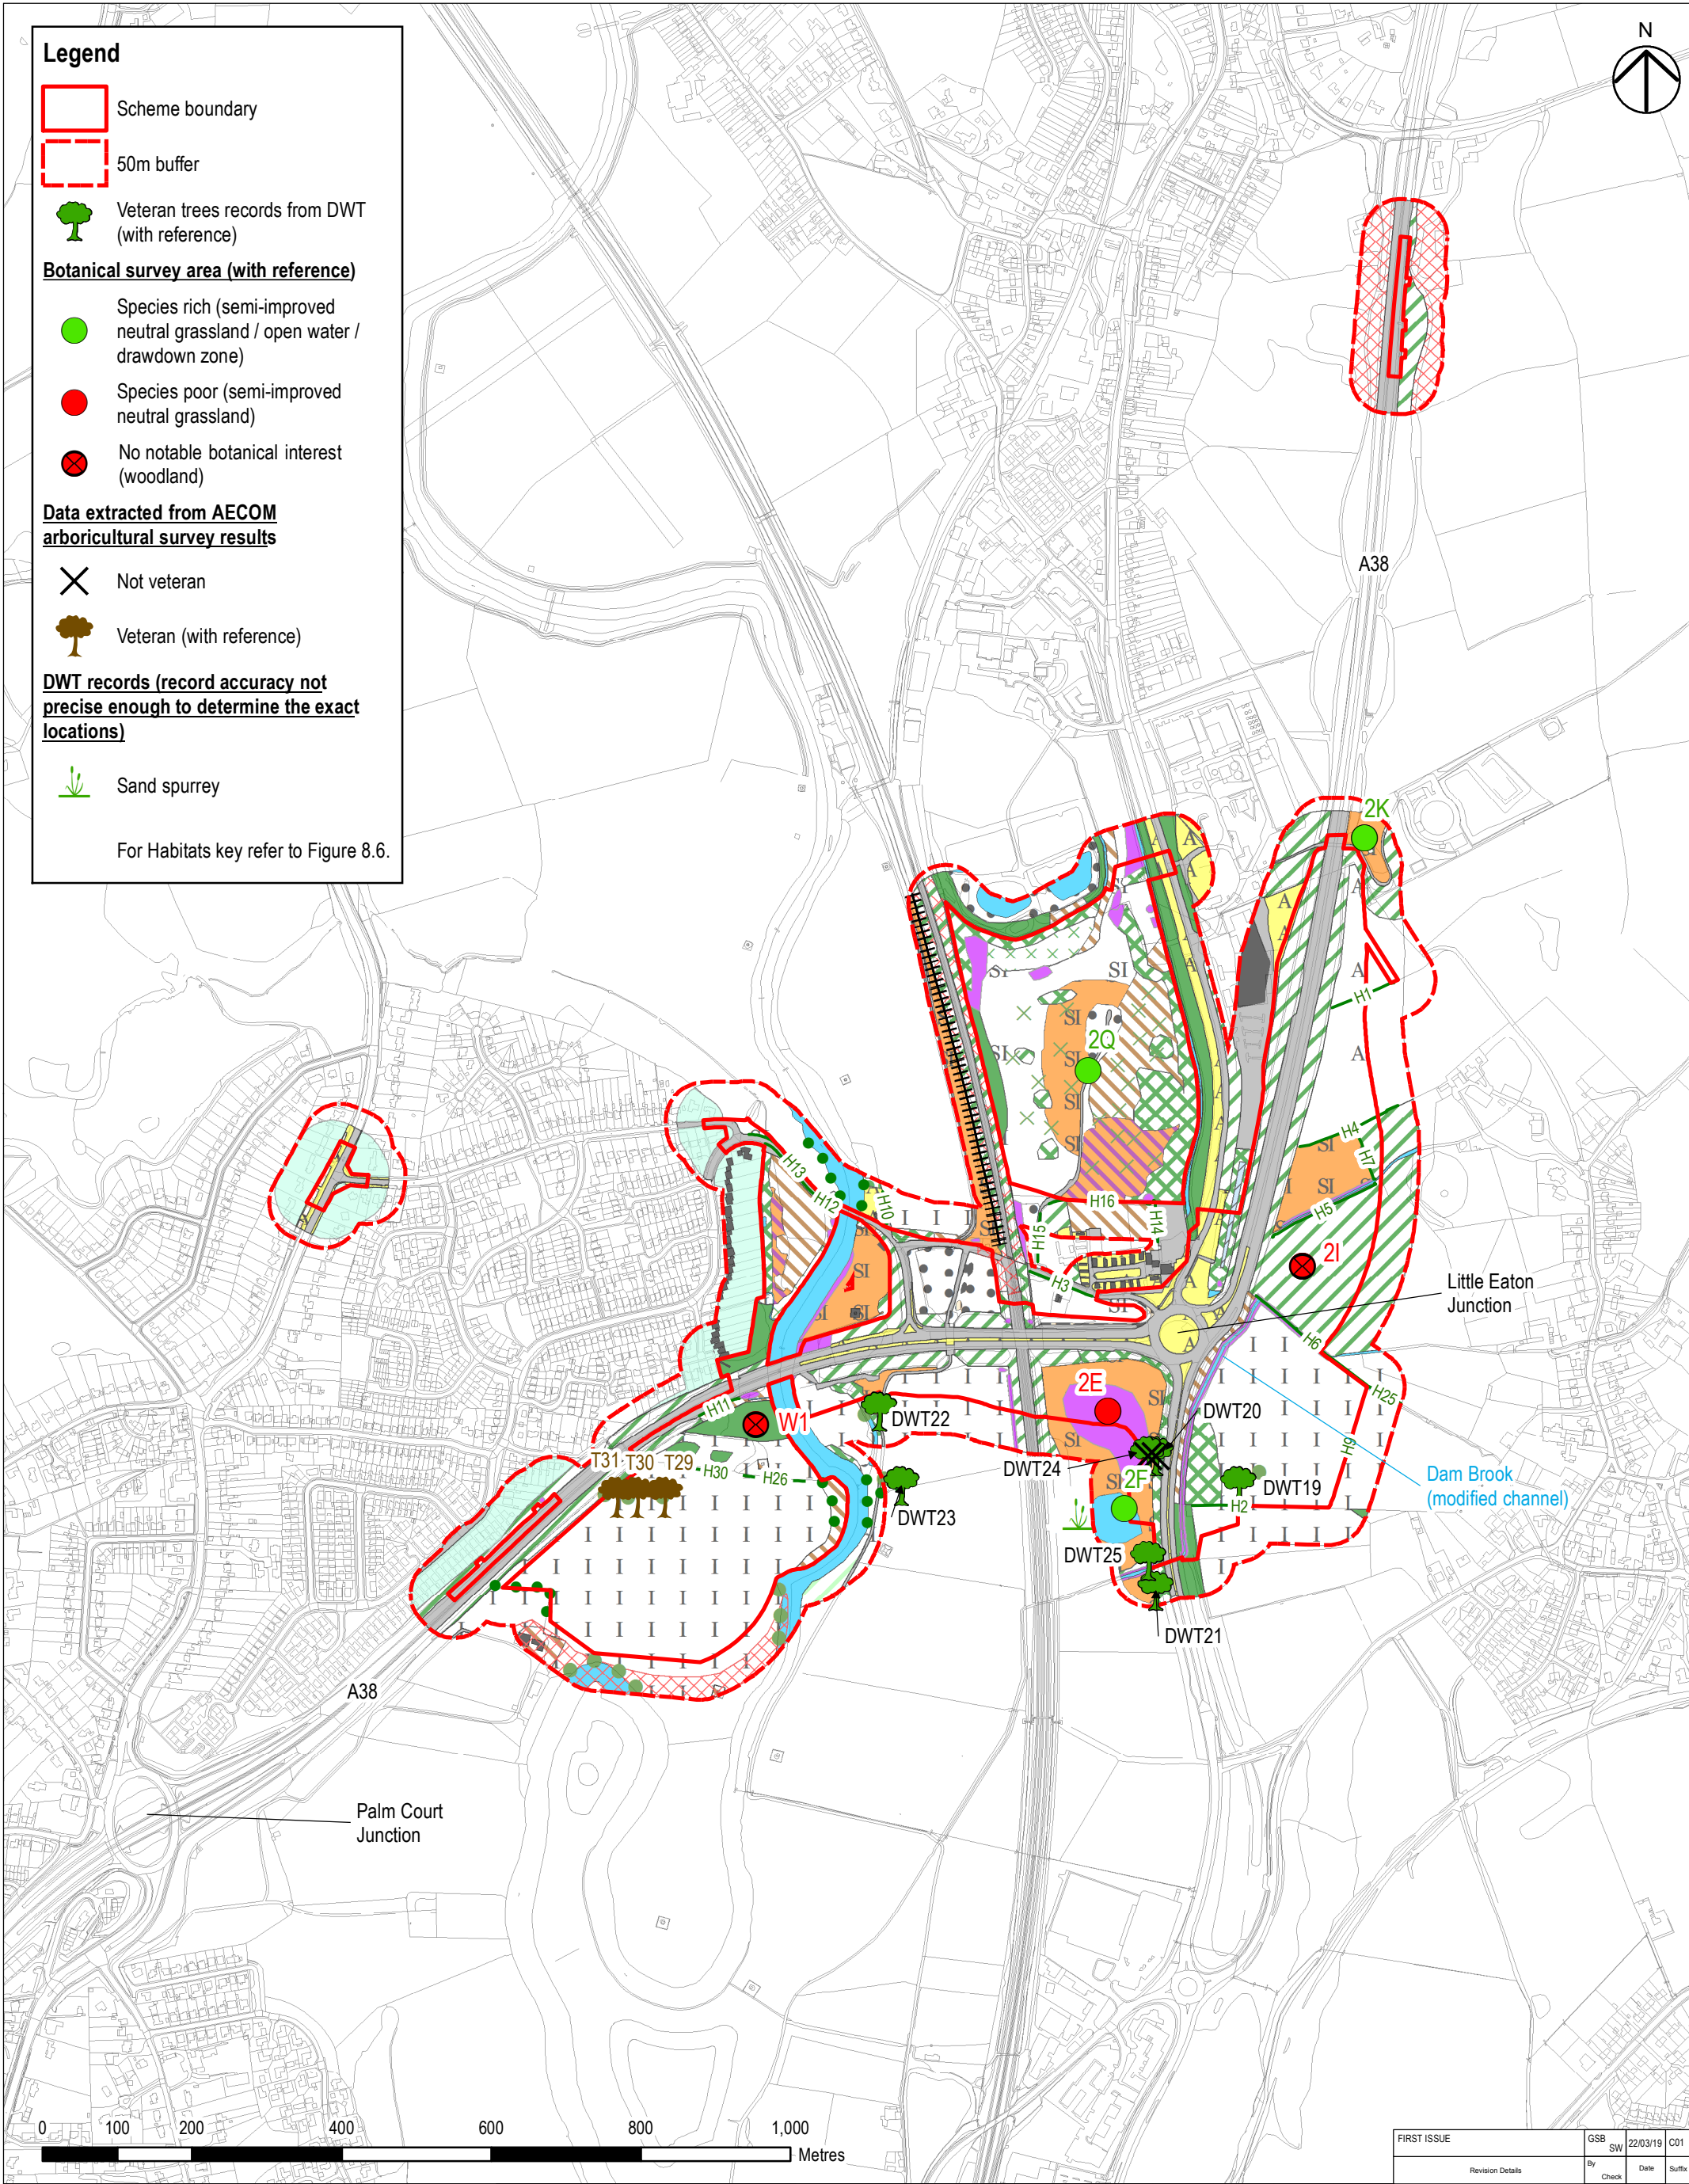 Legend
Scheme boundary
50m buffer
Veteran trees records from DWT
(with reference)
Botanical survey area (with reference)
Species rich (semi-improved
neutral grassland / open water /
drawdown zone)
Species poor (semi-improved
neutral grassland)
No notable botanical interest
(woodland)
Data extracted from AECOM
arboricultural survey results
Not veteran
Veteran (with reference)
DWT records (record accuracy not
precise enough to determine the exact
locations)
Sand spurrey
For Habitats key refer to Figure 8.6.
N
A38
2K
H1
2Q
H4
H7
H5
H13
H12
H10
H16
H14
H15
H3
2I
Little Eaton
Junction
H6
H25
H11
W1
2E
DWT22
DWT20
DWT24
T31 T30 T29
H30
H26
H9
2F
DWT19
Dam Brook
(modified channel)
H2
DWT23
DWT25
DWT21
A38
Palm Court
Junction
0 100 200 400 600 800 1,000
Metres
FIRST ISSUE
GSB
SW
22/03/19
C01
Revision Details
By
Check
Date
Suffix